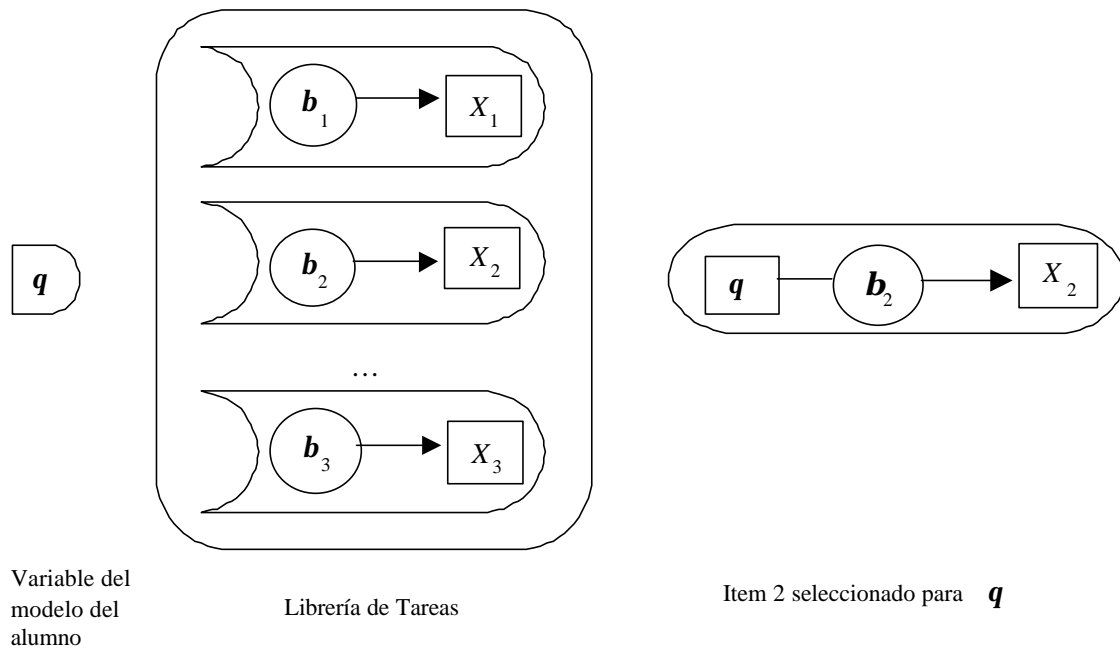 b1
X1
b2
X2
q
q
b2
X2
…
b3
X3
Variable del
modelo del
alumno
Librería de Tareas
Item 2 seleccionado para q